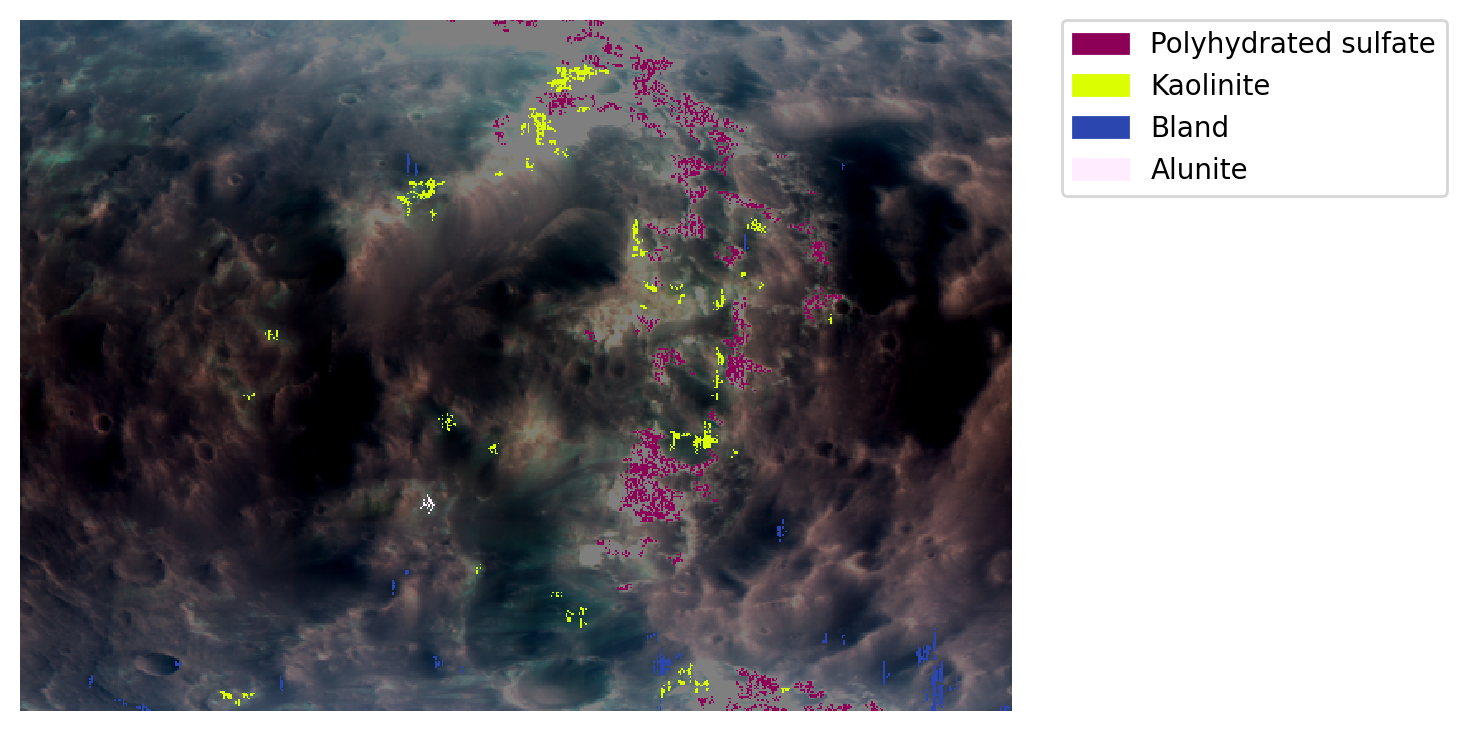 Polyhydrated sulfate
Kaolinite
Bland
Alunite